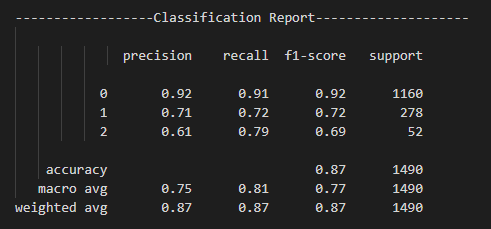 ------------------Classification Report--------------------
precision recall f1-score support
0 0.92 0.91 0.92 1160
1 0.71 0.72 0.72 278
2 0.61 0.79 0.69 52
accuracy 0.87 1490
macro avg 0.75 0.81 0.77 1490
weighted avg 0.87 0.87 0.87 1490